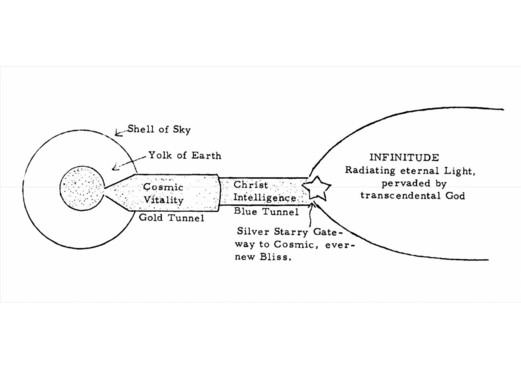 Shell of Sky
Yolk of Earth
Cosmic
Vitality
Gold Tunnel
Christ
Intelligence
Blue Tunnel
Silver Starry Gate-
way to Cosmic, ever-
new Bliss.
INFINITUDE
Radiating eternal Light,
pervaded by
transcendental God